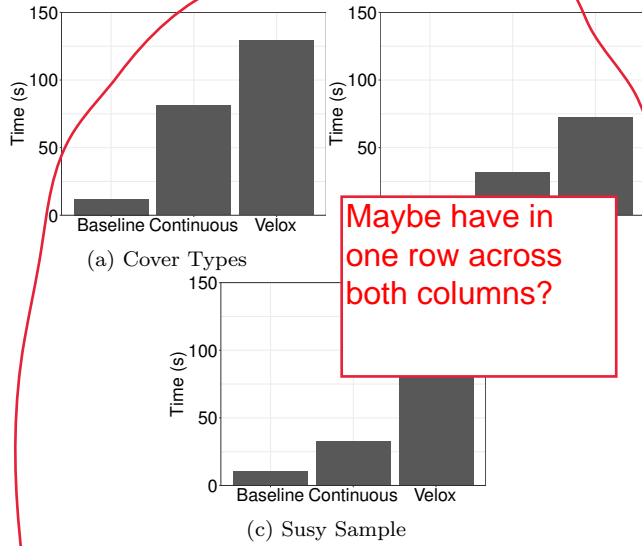 150
100
50
0
Time (s)
Baseline Continuous Velox
(a) Cover Types
150
100
50
0
Time (s)
Maybe have in
one row across
both columns?
150
100
50
0
Time (s)
Baseline Continuous Velox
(c) Susy Sample